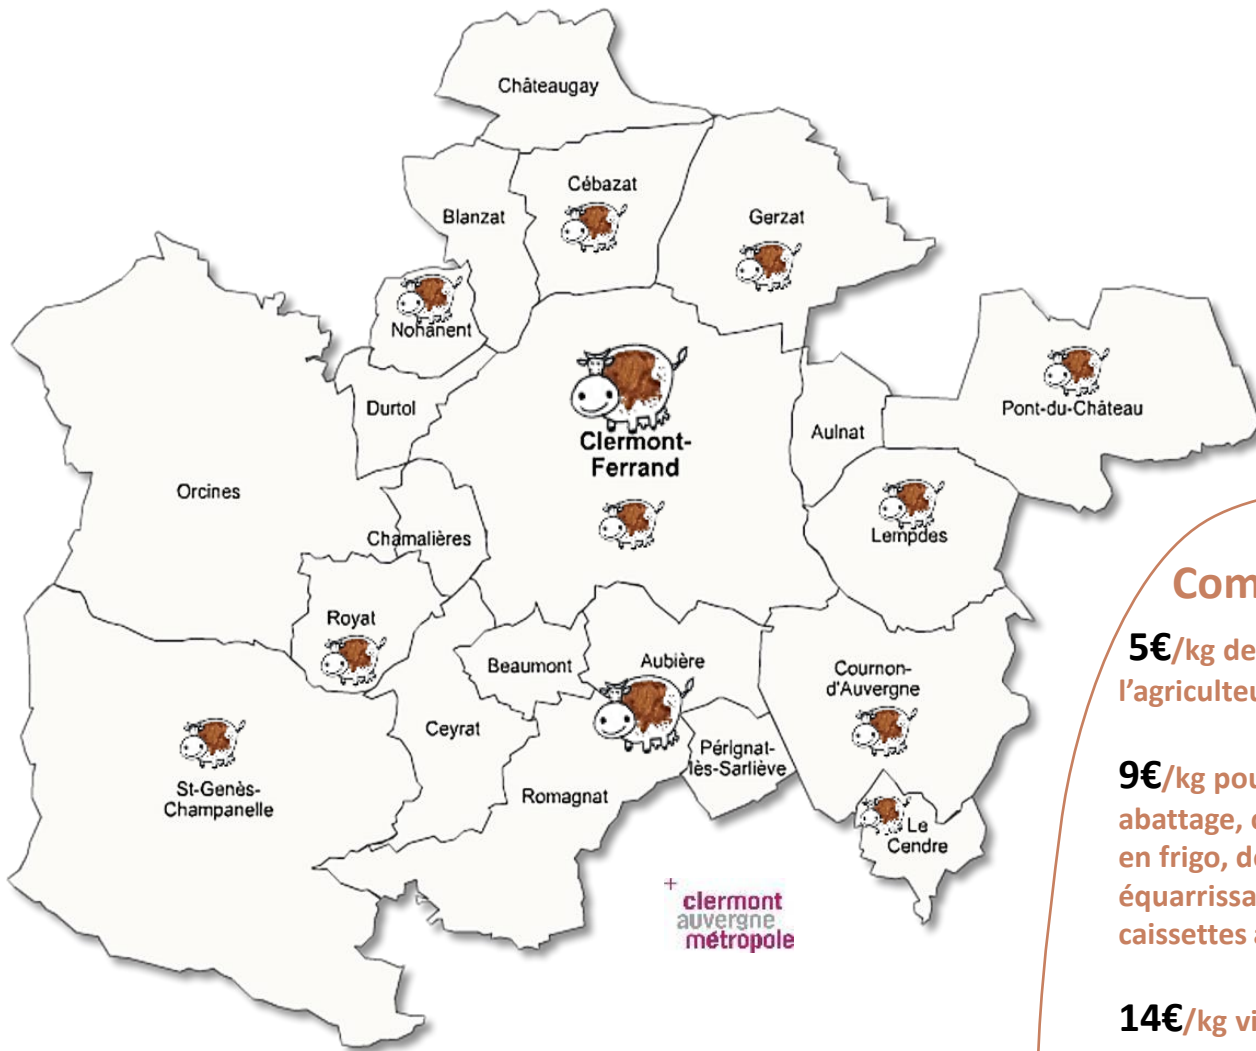 Châteaugay
Cébazat
Blanzat
Gerzat
Nohanent
Pont-du-Château
Durtol
Aulnat
Clermont-
Ferrand
Orcines
Chamalières
Lempdes
Royat
Beaumont
Aubière
Cournon-
d'Auvergne
Ceyrat
Pérignat-
lès-Sarliève
St-Genès-
Champanelle
Romagnat
Le
Cendre
+
clermont
auvergne
métropole
Com
5€/kg de
l’agriculteu
9€/kg pou
abattage, d
en frigo, de
équarrissa
caissettes a
14€/kg vi